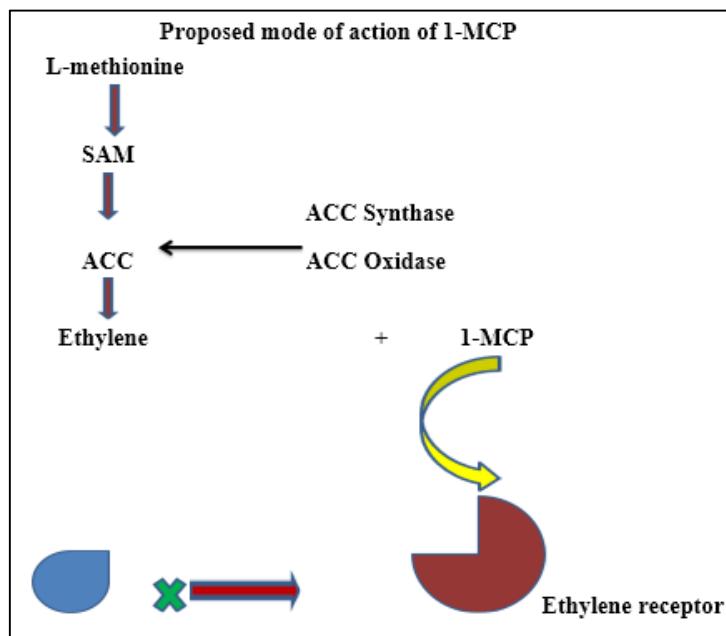 Proposed mode of action of 1-MCP
L-methionine
SAM
ACC Synthase
ACC
ACC Oxidase
Ethylene + 1-MCP
Ethylene receptor